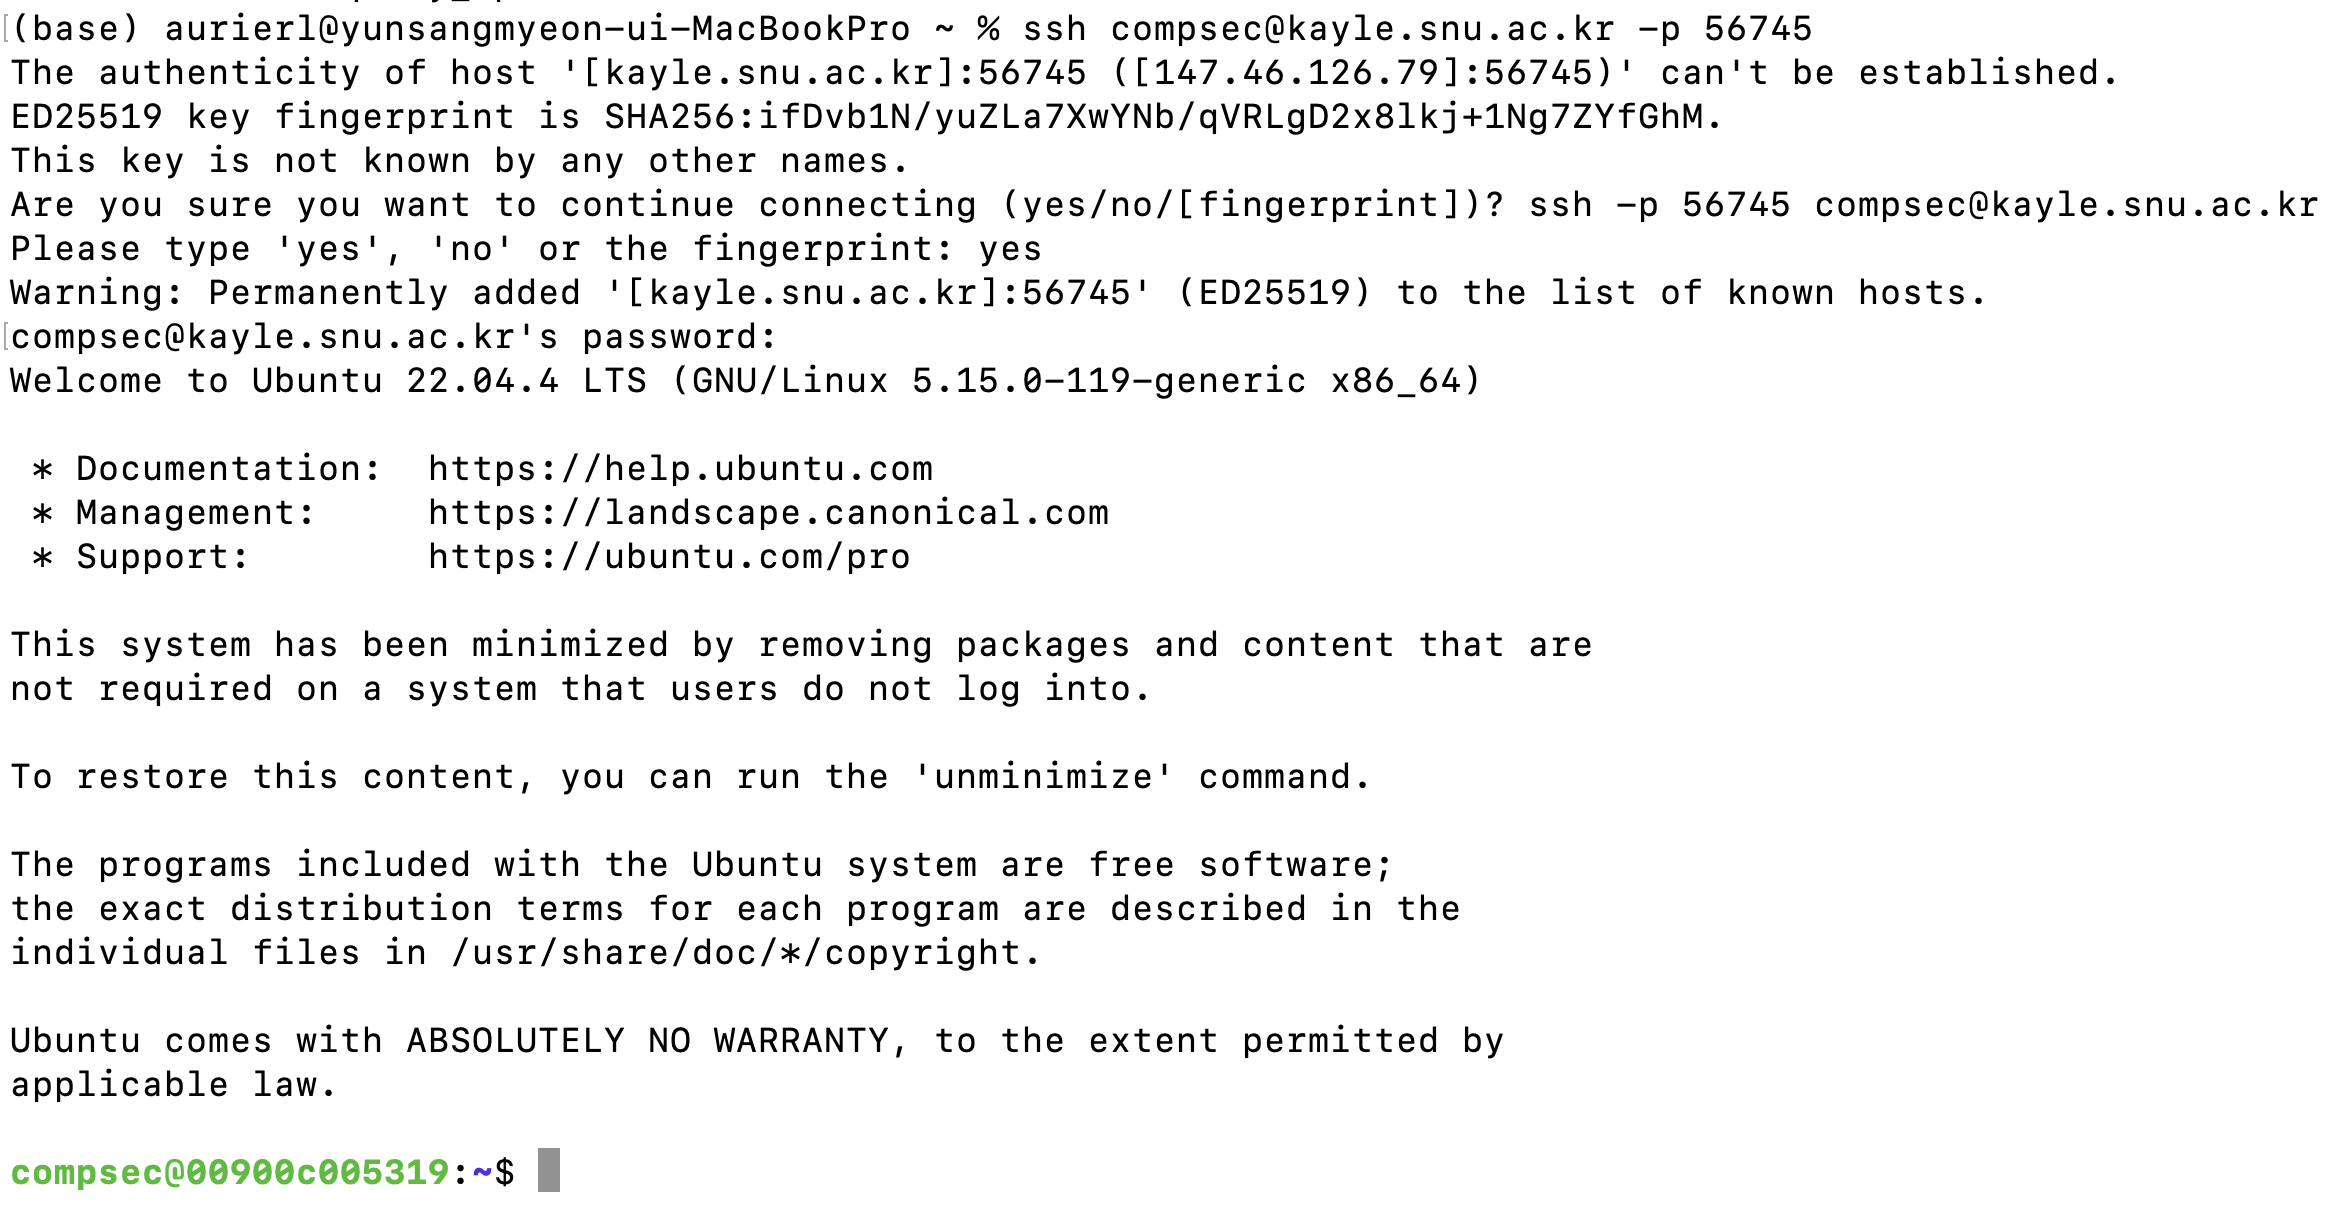 (base) aurierl@yunsangmyeon-ui-MacBookPro ~ % ssh compsec@kayle.snu.ac.kr -p 56745
The authenticity of host '[kayle.snu.ac.kr]:56745 ([147.46.126.79]:56745)' can't be established.
ED25519 key fingerprint is SHA256:ifDvb1N/yuZLa7XwYNb/qVRLgD2x8lkj+1Ng7ZYfGhM.
This key is not known by any other names.
Are you sure you want to continue connecting (yes/no/[fingerprint])? ssh -p 56745 compsec@kayle.snu.ac.kr
Please type 'yes', 'no' or the fingerprint: yes
Warning: Permanently added '[kayle.snu.ac.kr]:56745' (ED25519) to the list of known hosts.
compsec@kayle.snu.ac.kr's password:
Welcome to Ubuntu 22.04.4 LTS (GNU/Linux 5.15.0-119-generic x86_64)
* Documentation:  https://help.ubuntu.com
* Management:     https://landscape.canonical.com
* Support:        https://ubuntu.com/pro
This system has been minimized by removing packages and content that are
not required on a system that users do not log into.
To restore this content, you can run the 'unminimize' command.
The programs included with the Ubuntu system are free software;
the exact distribution terms for each program are described in the
individual files in /usr/share/doc/*/copyright.
Ubuntu comes with ABSOLUTELY NO WARRANTY, to the extent permitted by
applicable law.
compsec@00900c005319:~$